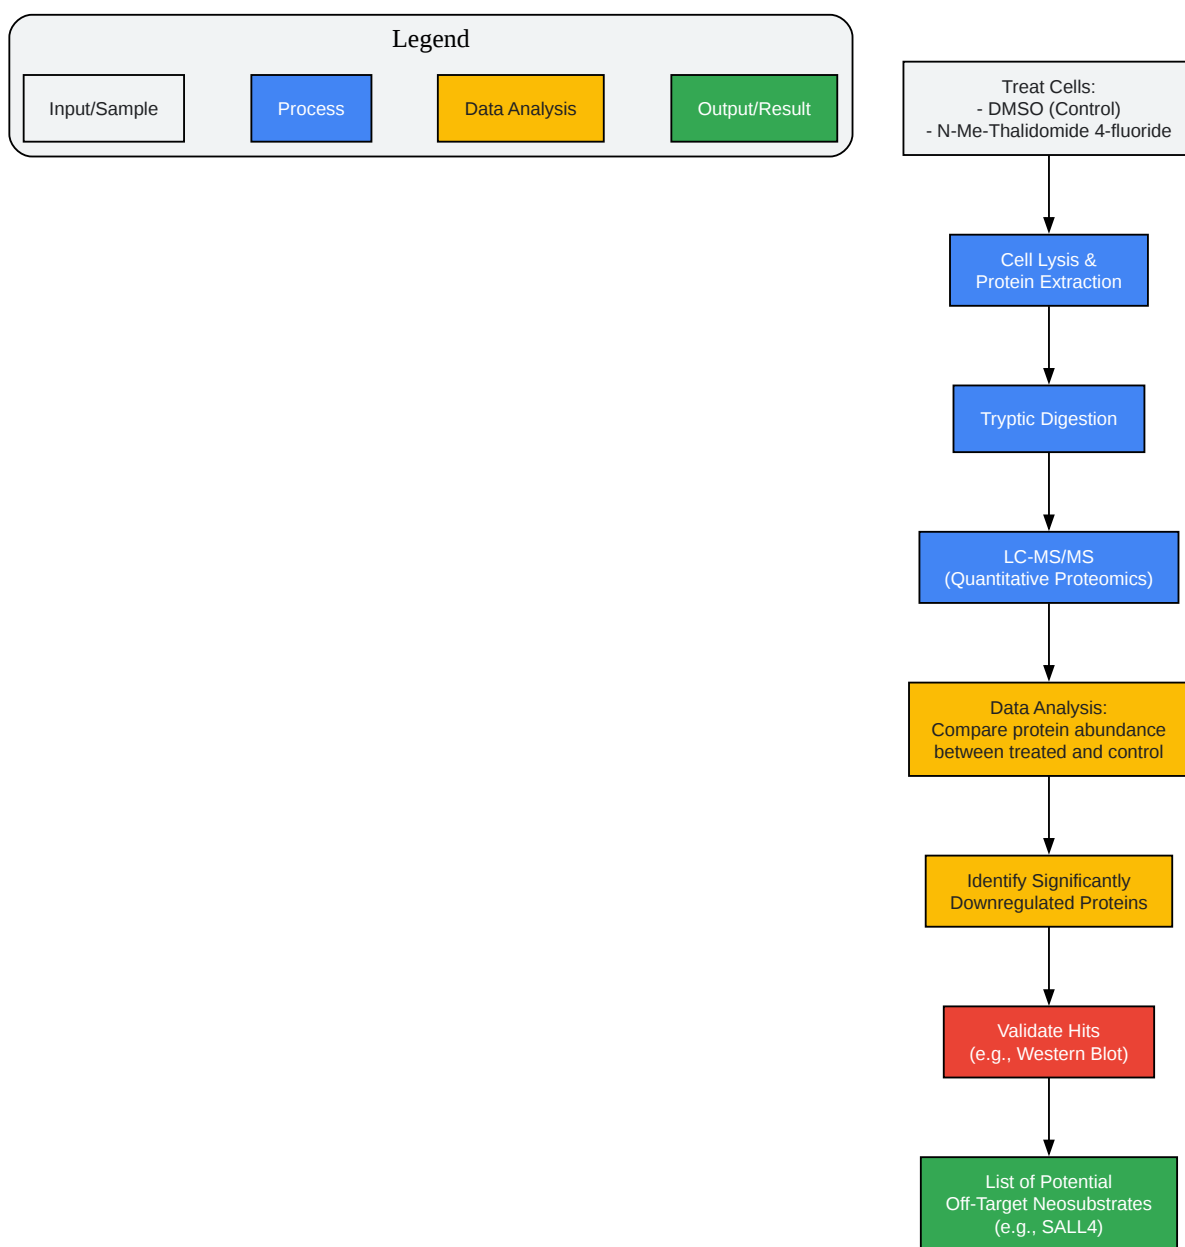 Legend
Input/Sample
Process
Data Analysis
Output/Result
Treat Cells:
- DMSO (Control)
- N-Me-Thalidomide 4-fluoride
Cell Lysis &
Protein Extraction
Tryptic Digestion
LC-MS/MS
(Quantitative Proteomics)
Data Analysis:
Compare protein abundance
between treated and control
Identify Significantly
Downregulated Proteins
Validate Hits
(e.g., Western Blot)
List of Potential
Off-Target Neosubstrates
(e.g., SALL4)